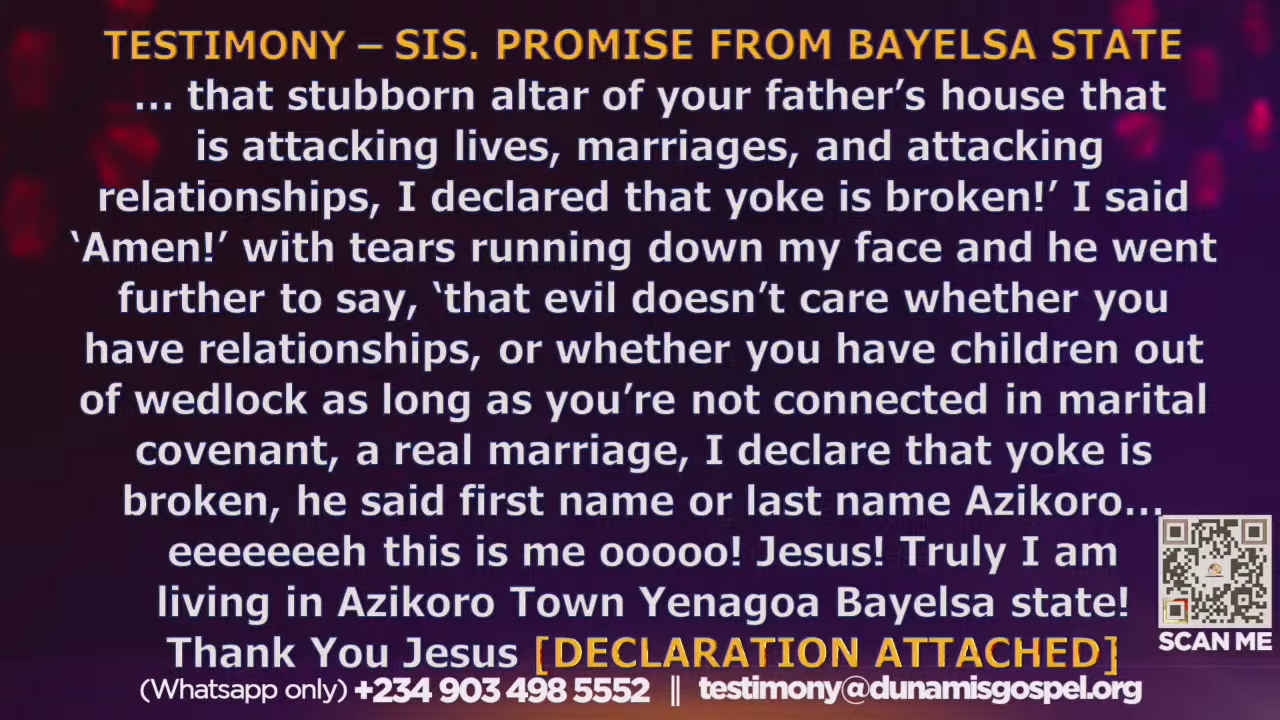 TESTIMONY – SIS. PROMISE FROM BAYELSA STATE
... that stubborn altar of your father’s house that
is attacking lives, marriages, and attacking
relationships, I declared that yoke is broken!’ I said
‘Amen!’ with tears running down my face and he went
further to say, ‘that evil doesn’t care whether you
have relationships, or whether you have children out
of wedlock as long as you’re not connected in marital
covenant, a real marriage, I declare that yoke is
broken, he said first name or last name Azikoro...
eeeeeeeh this is me ooooo! Jesus! Truly I am
living in Azikoro Town Yenagoa Bayelsa state!
Thank You Jesus [DECLARATION ATTACHED]
SCAN ME
(Whatsapp only) +234 903 498 5552 || testimony@dunamisgospel.org